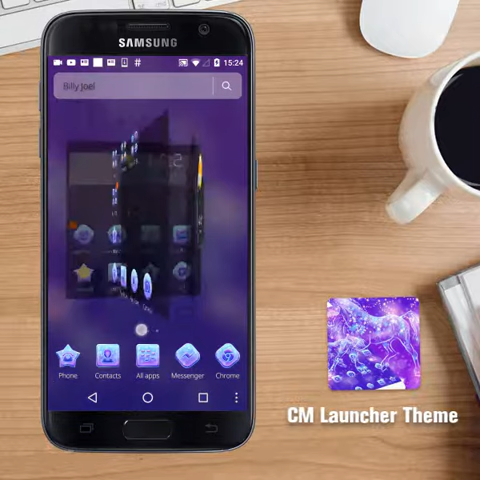 SAMSUNG
15:24
Billy Joel
Phone
Contacts
All apps
Messenger
Chrome
CM Launcher Theme